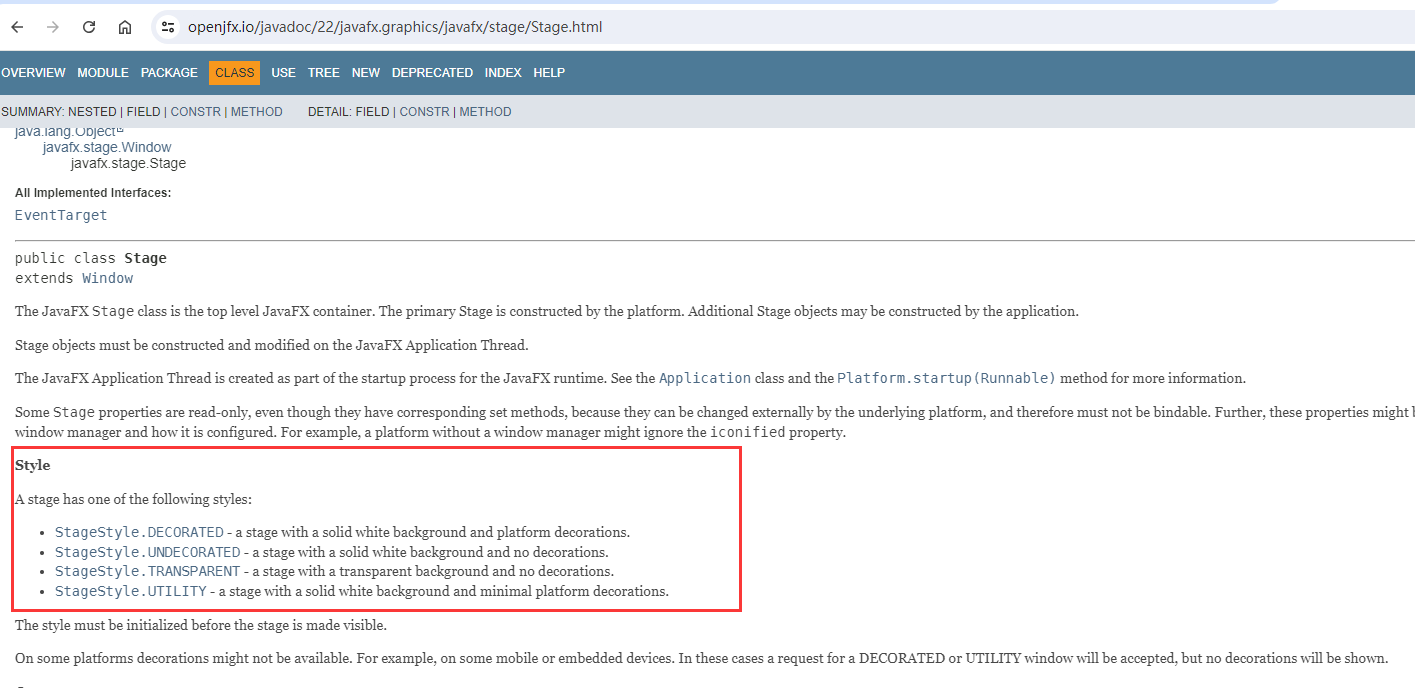 openjfx.io/javadoc/22/javafx.graphics/javafx/stage/Stage.html
OVERVIEW MODULE PACKAGE CLASS USE TREE NEW DEPRECATED INDEX HELP
SUMMARY: NESTED | FIELD | CONSTR | METHOD DETAIL: FIELD | CONSTR | METHOD
java.lang.Object
javafx.stage.Window
javafx.stage.Stage
All Implemented Interfaces:
EventTarget
public class Stage
extends Window
The JavaFX Stage class is the top level JavaFX container. The primary Stage is constructed by the platform. Additional Stage objects may be constructed by the application.
Stage objects must be constructed and modified on the JavaFX Application Thread.
The JavaFX Application Thread is created as part of the startup process for the JavaFX runtime. See the Application class and the Platform.startup(Runnable) method for more information.
Some Stage properties are read-only, even though they have corresponding set methods, because they can be changed externally by the underlying platform, and therefore must not be bindable. Further, these properties might
window manager and how it is configured. For example, a platform without a window manager might ignore the iconified property.
Style
A stage has one of the following styles:
• StageStyle.DECORATED - a stage with a solid white background and platform decorations.
• StageStyle.UNDECORATED - a stage with a solid white background and no decorations.
• StageStyle.TRANSPARENT - a stage with a transparent background and no decorations.
• StageStyle.UTILITY - a stage with a solid white background and minimal platform decorations.
The style must be initialized before the stage is made visible.
On some platforms decorations might not be available. For example, on some mobile or embedded devices. In these cases a request for a DECORATED or UTILITY window will be accepted, but no decorations will be shown.